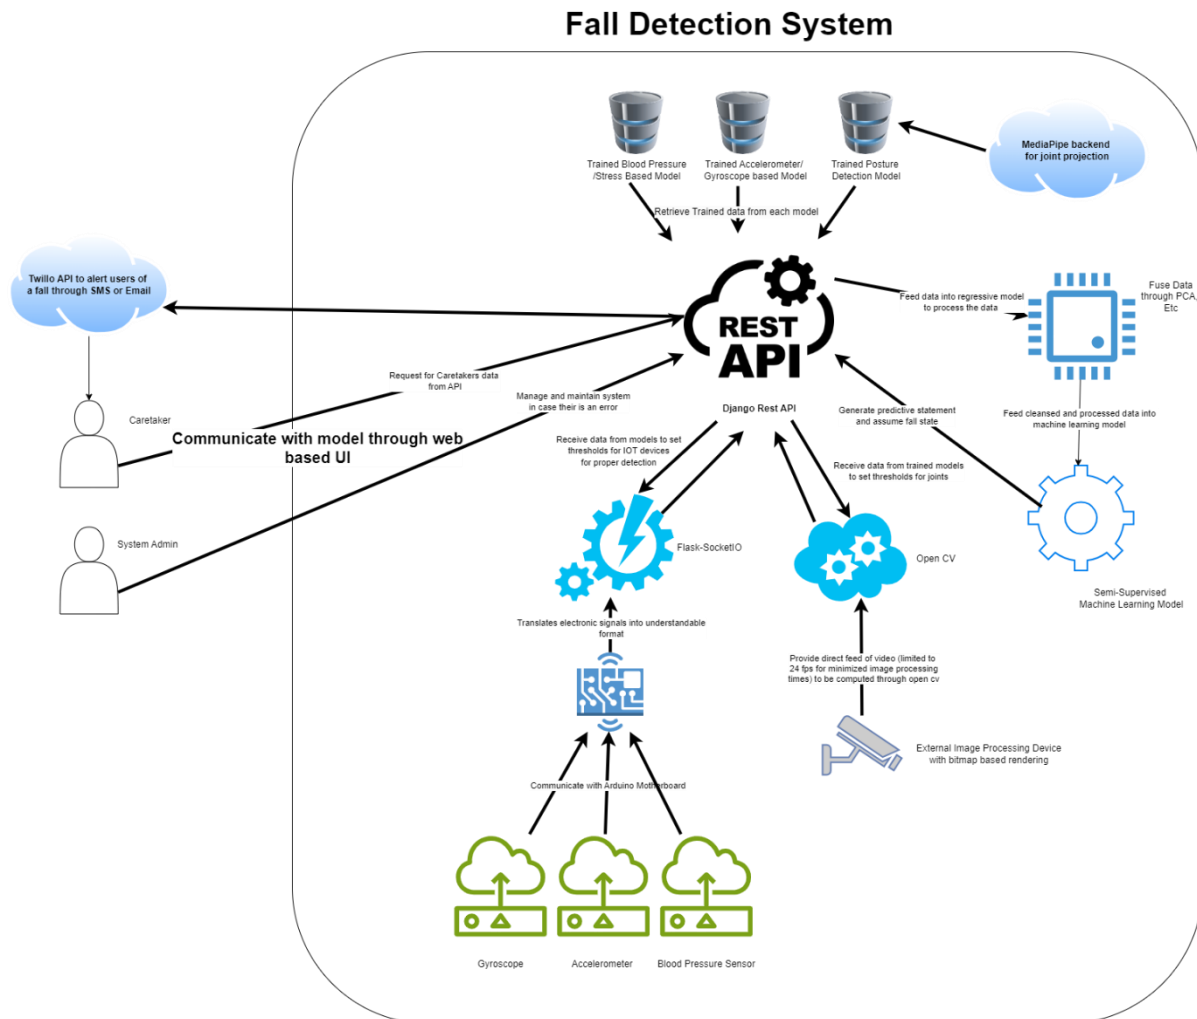 Fall Detection System
Trained Blood Pressure
/Stress Based Model
Trained Accelerometer/
Gyroscope based Model
Trained Posture
Detection Model
MediaPipe backend
for joint projection
Retrieve Trained data from each model
Twillo API to alert users of
a fall through SMS or Email
REST
API
Django Rest API
Feed data into regressive model
to process the data
Fuse Data
through PCA,
Etc
Request for Caretakers data
from API
Manage and maintain system
in case their is an error
Caretaker
Communicate with model through web
based UI
Generate predictive statement
and assume fall state
Feed cleansed and processed data into
machine learning model
Receive data from models to set
thresholds for IOT devices
for proper detection
Receive data from trained models
to set thresholds for joints
System Admin
Flask-SocketIO
Open CV
Semi-Supervised
Machine Learning Model
Translates electronic signals into understandable
format
Provide direct feed of video (limited to
24 fps for minimized image processing
times) to be computed through open cv
External Image Processing Device
with bitmap based rendering
Communicate with Arduino Motherboard
Gyroscope
Accelerometer
Blood Pressure Sensor